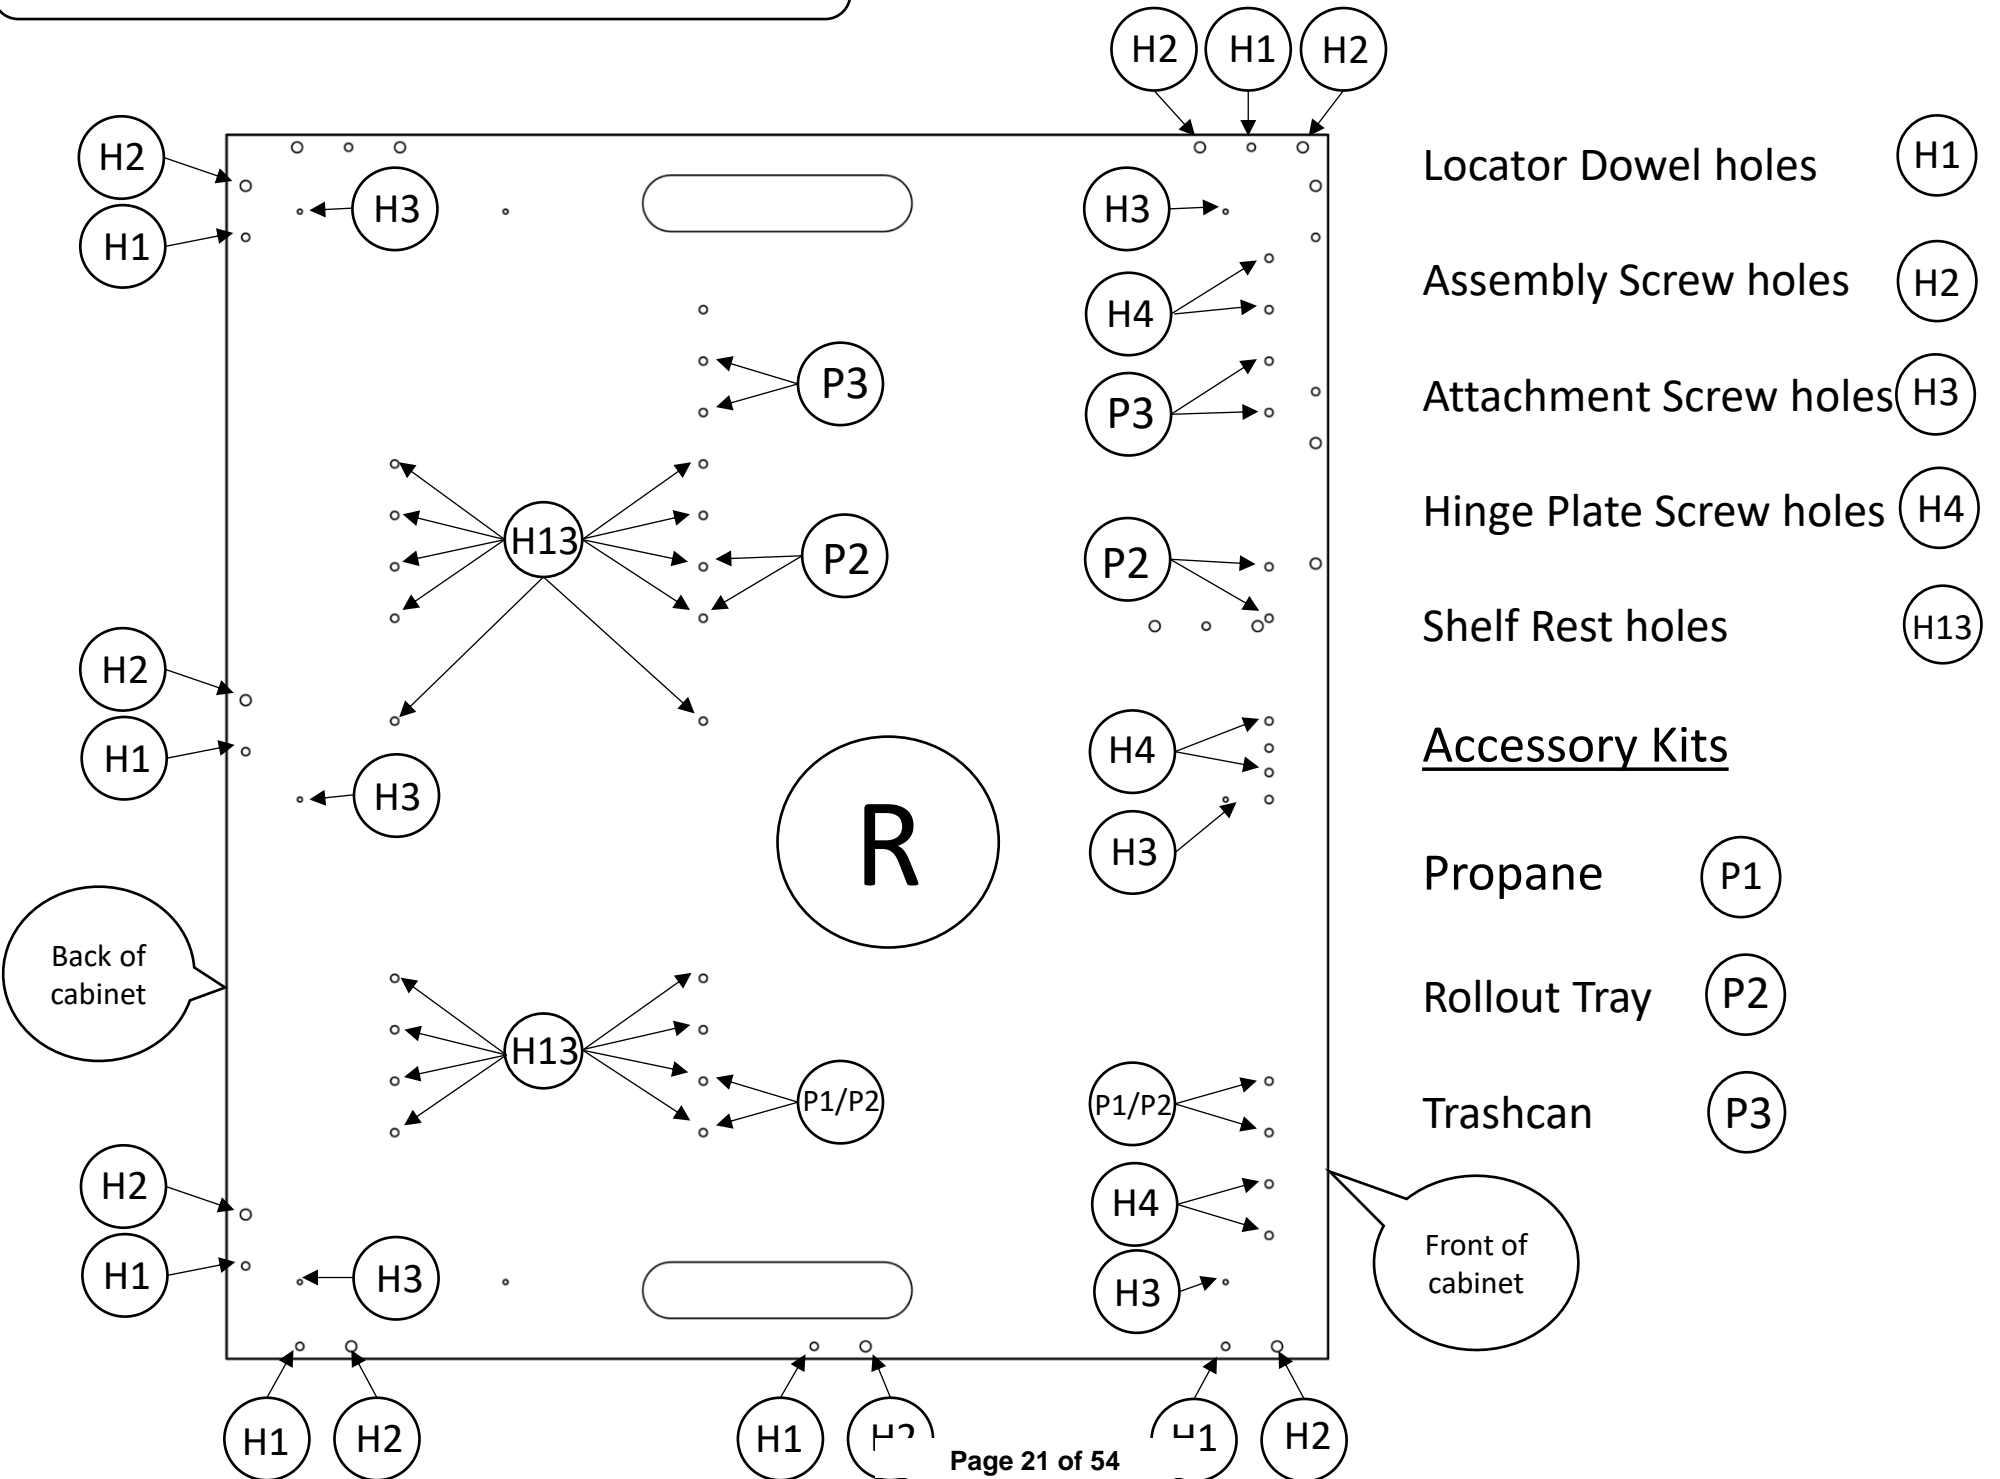 H2 H1 H2
H2
H1
H3
H3
H4
P3
P3
H13
P2
P2
H2
H1
H3
H4
H3
R
Back of
cabinet
H13
P1/P2
P1/P2
H2
H1
H3
H4
H3
Front of
cabinet
H1 H2 H1 H2 H1 H2
Locator Dowel holes H1
Assembly Screw holes H2
Attachment Screw holes H3
Hinge Plate Screw holes H4
Shelf Rest holes H13
Accessory Kits
Propane P1
Rollout Tray P2
Trashcan P3
Page 21 of 54